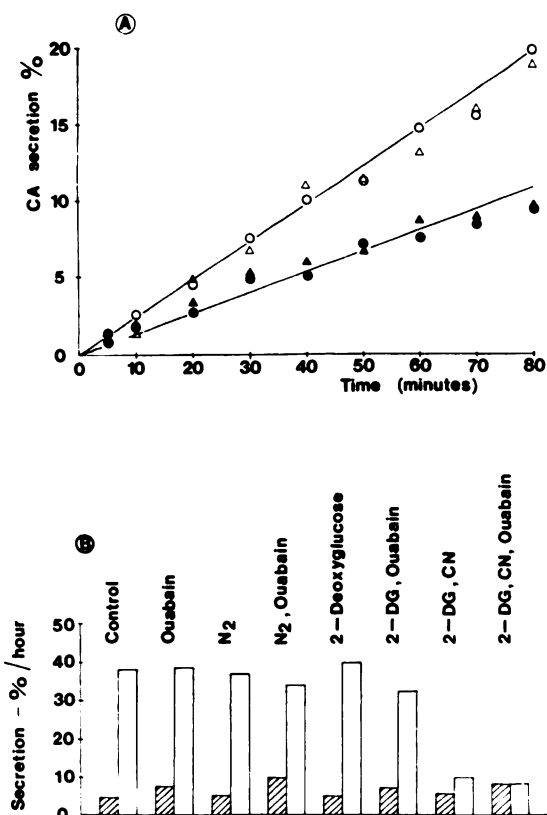 A
CA secretion %
20
15
10
5
0
0 10 20 30 40 50 60 70 80
Time (minutes)
B
Control
Ouabain
N2
N2, Ouabain
2-Deoxyglucose
2-DG, Ouabain
2-DG, CN
2-DG, CN, Ouabain
Secretion - %/hour
50
40
30
20
10
0